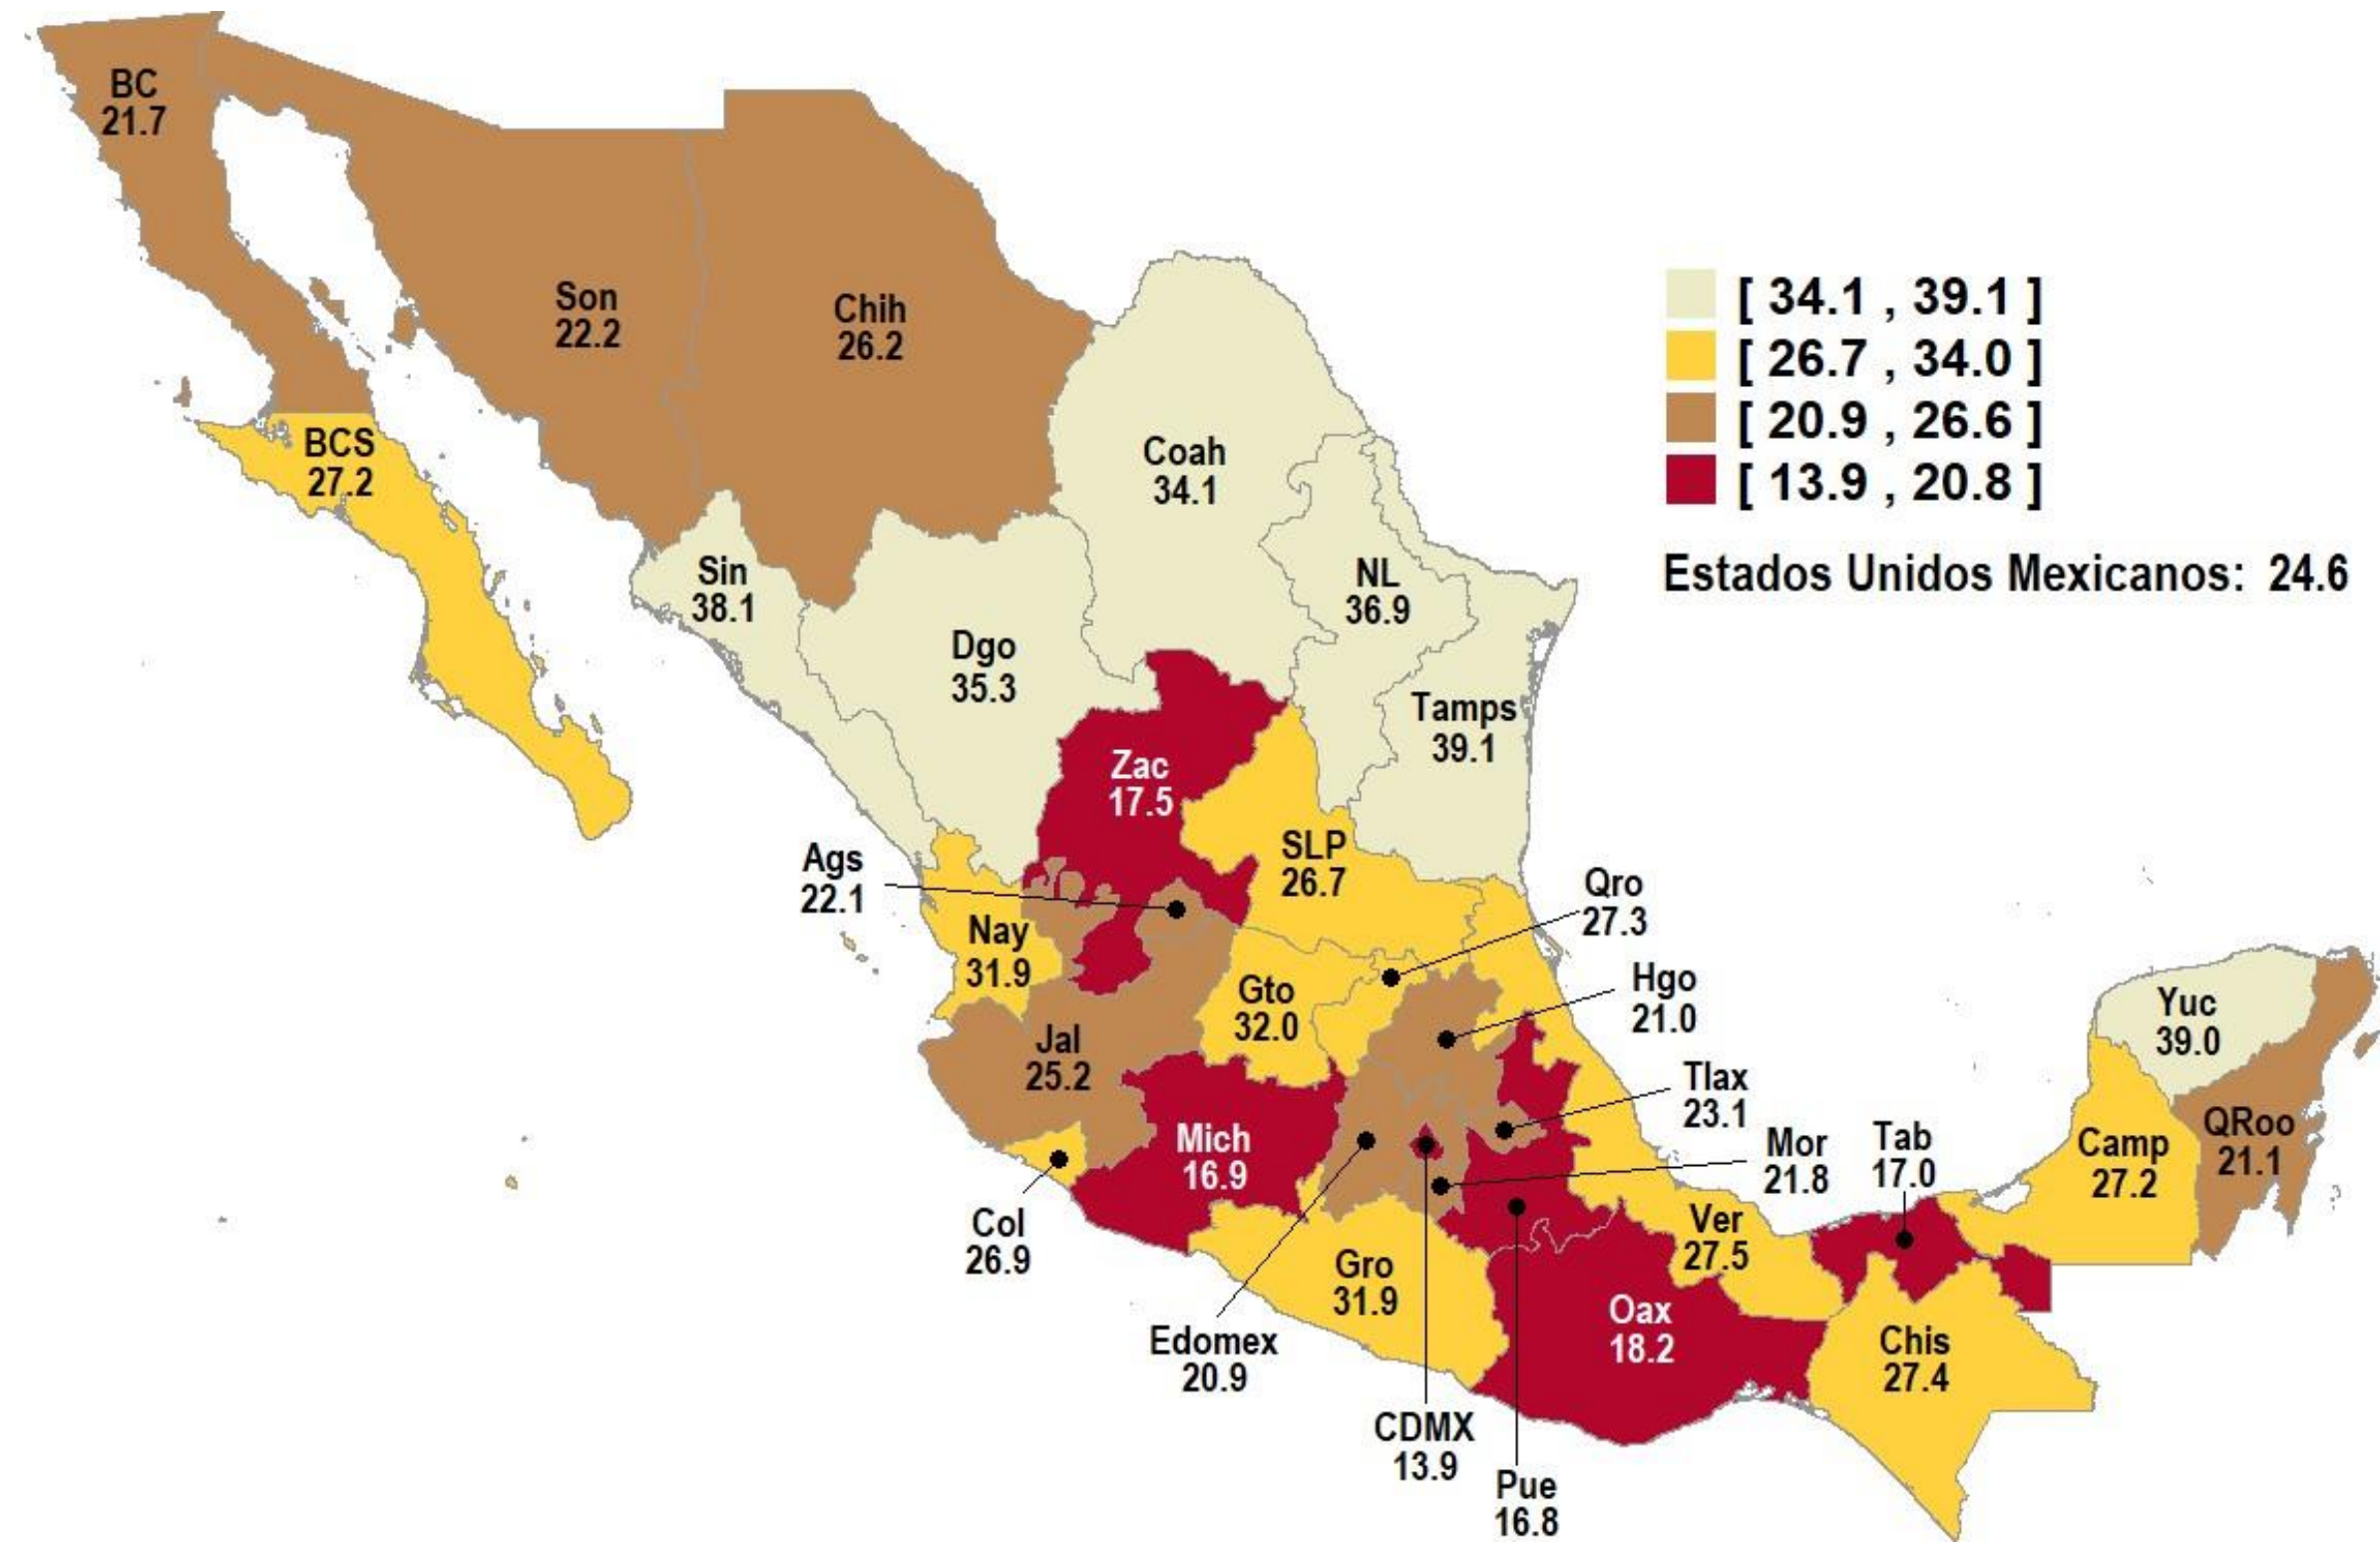 BC
21.7
Son
22.2
Chih
26.2
[ 34.1 , 39.1 ]
[ 26.7 , 34.0 ]
[ 20.9 , 26.6 ]
[ 13.9 , 20.8 ]
Estados Unidos Mexicanos: 24.6
BCS
27.2
Coah
34.1
Sin
38.1
NL
36.9
Dgo
35.3
Tamps
39.1
Zac
17.5
Ags
22.1
SLP
26.7
Qro
27.3
Nay
31.9
Gto
32.0
Hgo
21.0
Yuc
39.0
Jal
25.2
Tlax
23.1
Mich
16.9
Mor
21.8
Tab
17.0
Camp
27.2
QRoo
21.1
Col
26.9
Ver
27.5
Gro
31.9
Edomex
20.9
Oax
18.2
Chis
27.4
CDMX
13.9
Pue
16.8